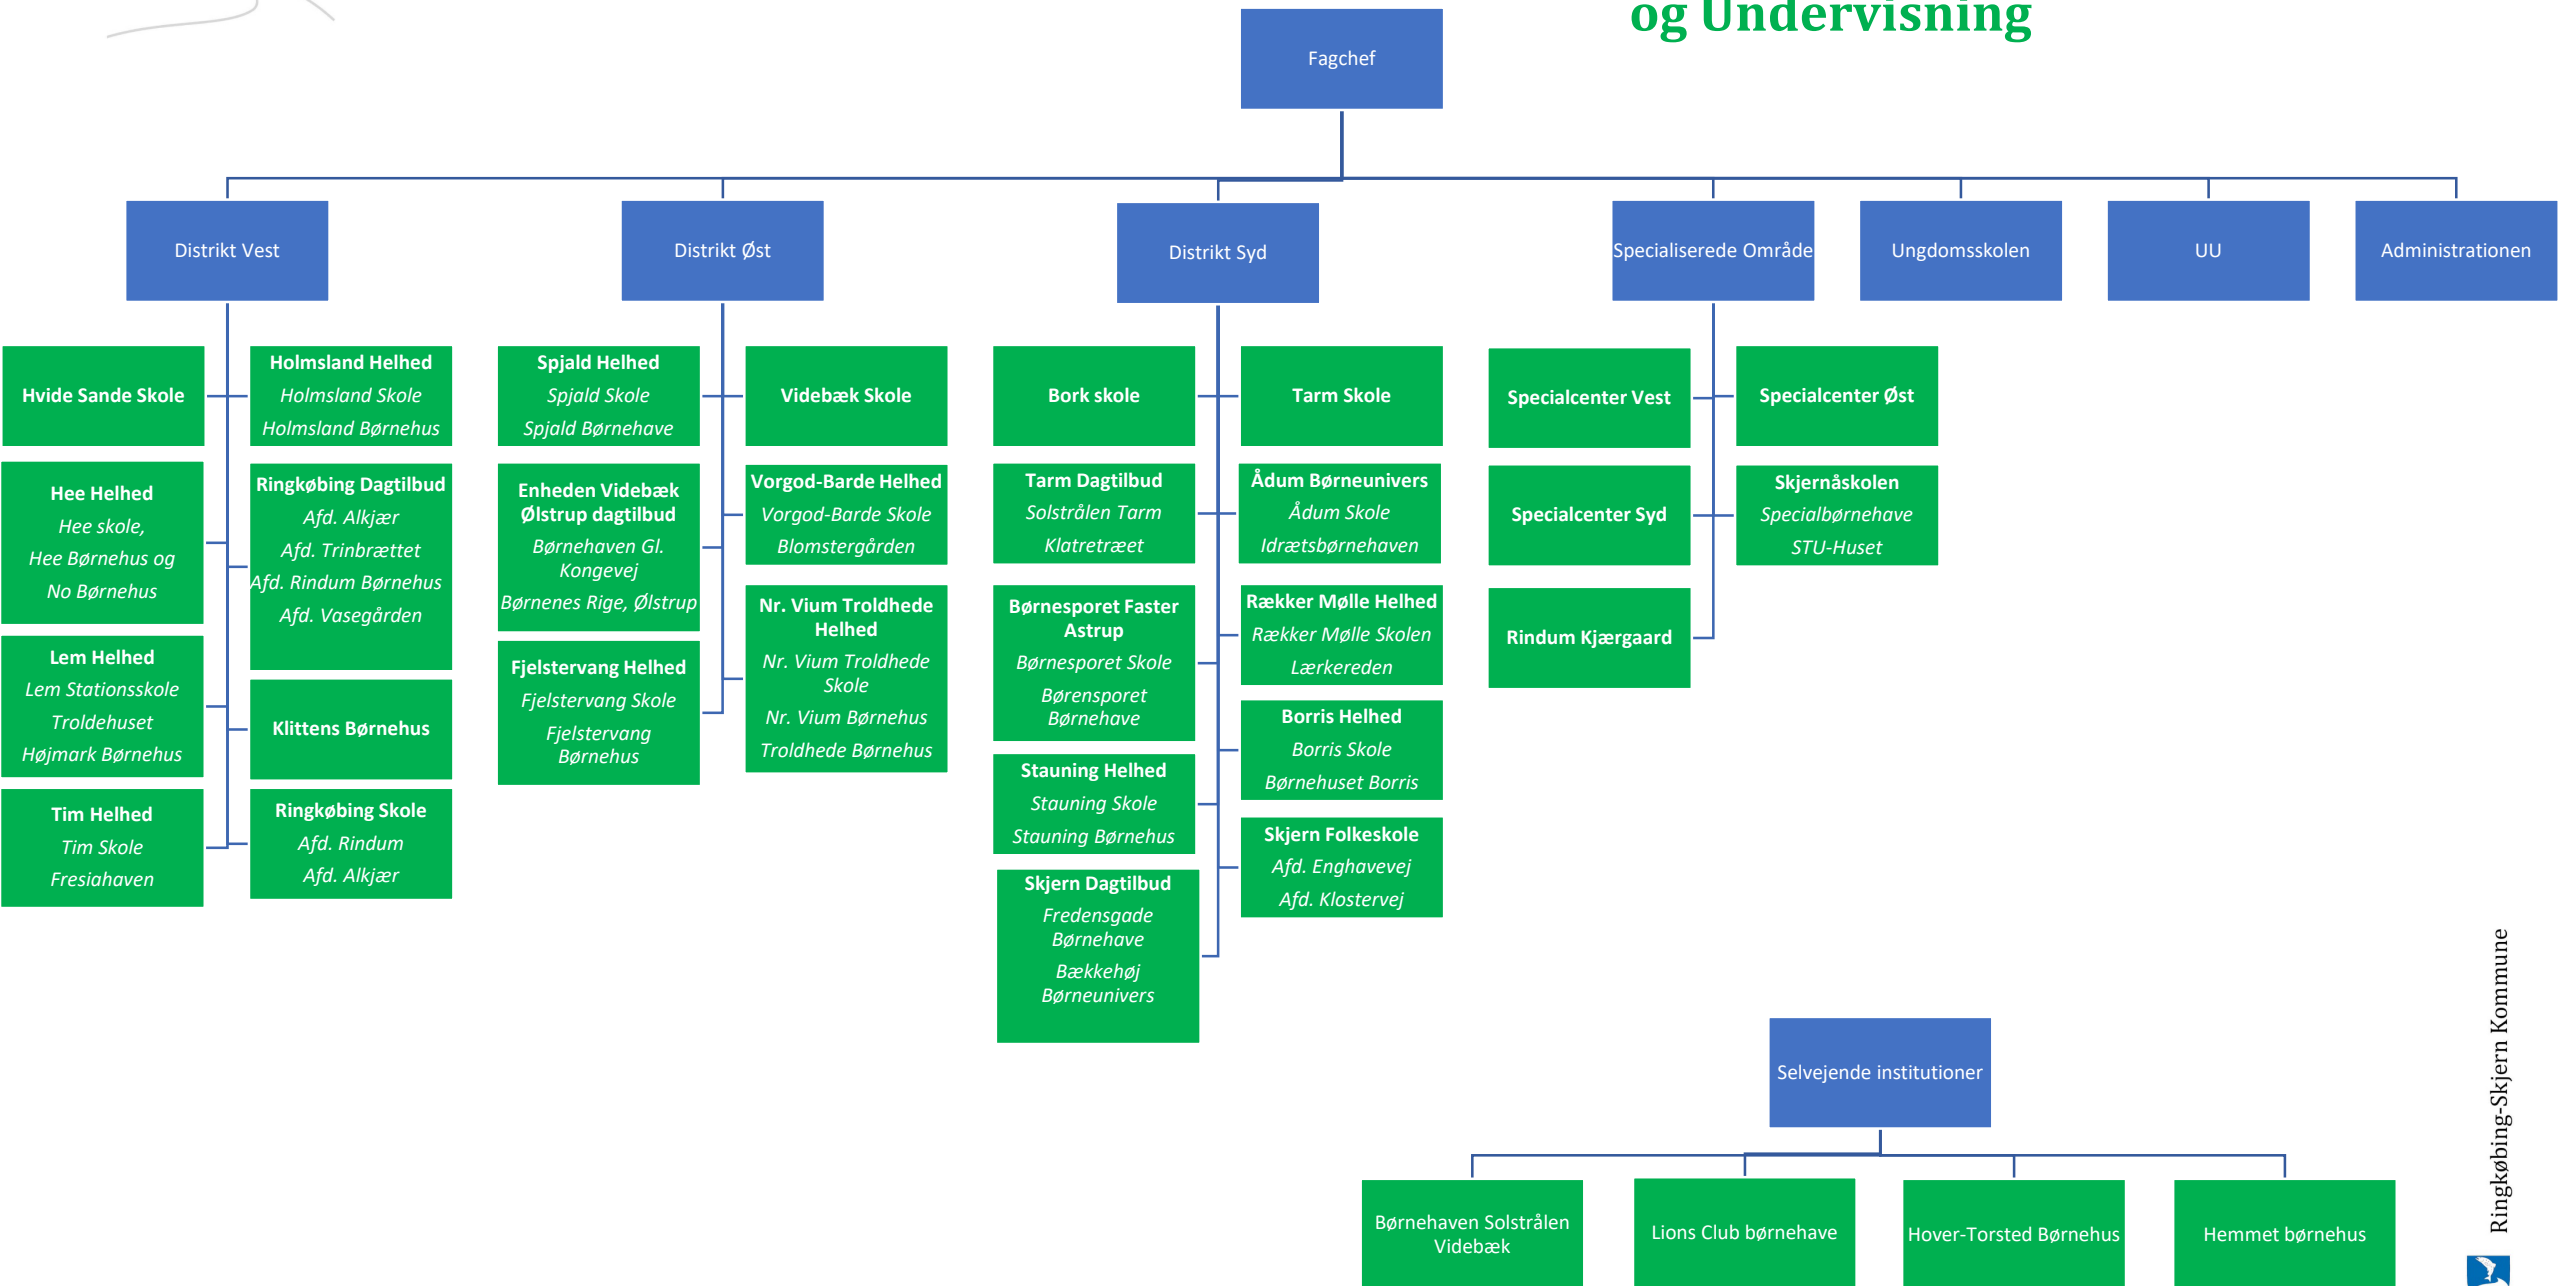 og Undervisning
Fagchef
Distrikt Vest
Distrikt Øst
Distrikt Syd
Specialiserede Område
Ungdomsskolen
UU
Administrationen
Hvide Sande Skole
Holmsland Helhed
Holmsland Skole
Holmsland Børnehus
Hee Helhed
Hee skole,
Hee Børnehus og
No Børnehus
Ringkøbing Dagtilbud
Afd. Alkjær
Afd. Trinbrættet
Afd. Rindum Børnehus
Afd. Vasegården
Lem Helhed
Lem Stationsskole
Troldehuset
Højmark Børnehus
Klittens Børnehus
Tim Helhed
Tim Skole
Fresiahaven
Ringkøbing Skole
Afd. Rindum
Afd. Alkjær
Spjald Helhed
Spjald Skole
Spjald Børnehave
Videbæk Skole
Enheden Videbæk
Ølstrup dagtilbud
Børnehaven Gl.
Kongevej
Børnenes Rige, Ølstrup
Vorgod-Barde Helhed
Vorgod-Barde Skole
Blomstergården
Fjelstervang Helhed
Fjelstervang Skole
Fjelstervang
Børnehus
Nr. Vium Troldhede
Helhed
Nr. Vium Troldhede
Skole
Nr. Vium Børnehus
Troldhede Børnehus
Bork skole
Tarm Skole
Tarm Dagtilbud
Solstrålen Tarm
Klatretræet
Ådum Børneunivers
Ådum Skole
Idrætsbørnehaven
Børnesporet Faster
Astrup
Børnesporet Skole
Børensporet
Børnehave
Rækker Mølle Helhed
Rækker Mølle Skolen
Lærkereden
Stauning Helhed
Stauning Skole
Stauning Børnehus
Borris Helhed
Borris Skole
Børnehuset Borris
Skjern Dagtilbud
Fredensgade
Børnehave
Bækkehøj
Børneunivers
Skjern Folkeskole
Afd. Enghavevej
Afd. Klostervej
Specialcenter Vest
Specialcenter Øst
Specialcenter Syd
Skjernåskolen
Specialbørnehave
STU-Huset
Rindum Kjærgaard
Selvejende institutioner
Børnehaven Solstrålen
Videbæk
Lions Club børnehave
Hover-Torsted Børnehus
Hemmet børnehus
Ringkøbing-Skjern Kommune